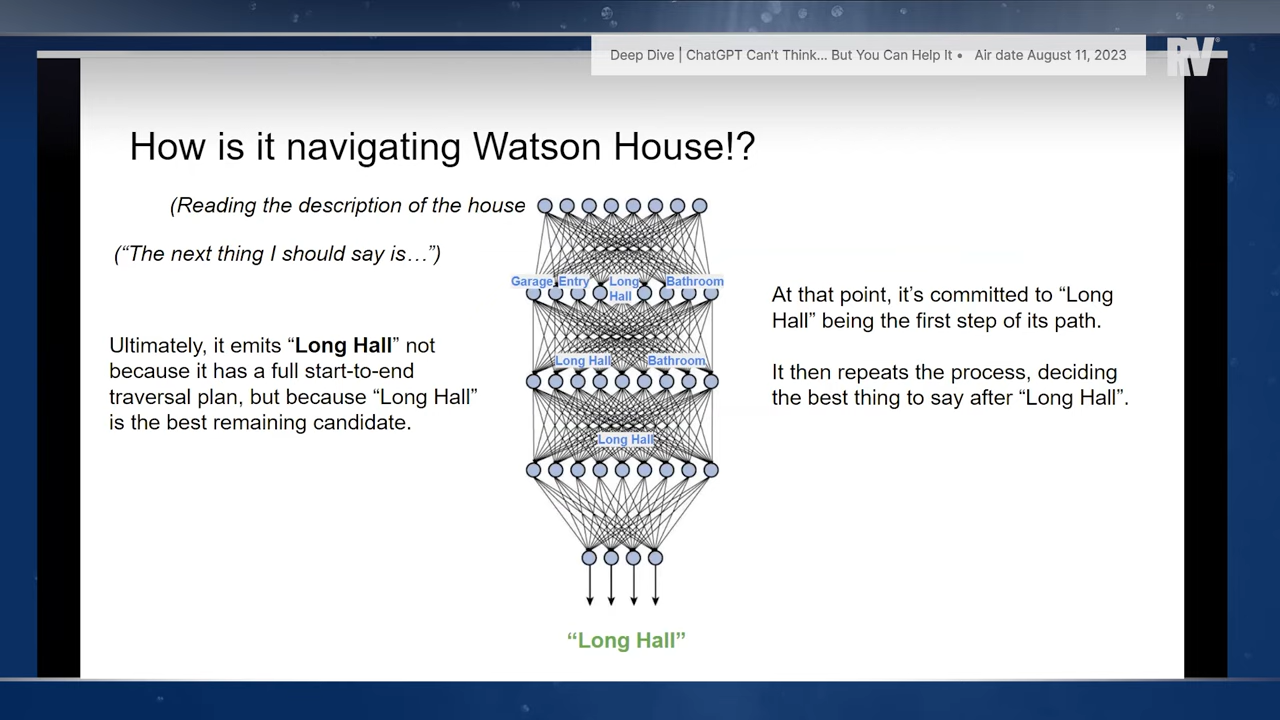 Deep Dive | ChatGPT Can't Think... But You Can Help It • Air date August 11, 2023
RV
How is it navigating Watson House!?
(Reading the description of the house
("The next thing I should say is…")
Garage Entry Long Hall Bathroom
Long Hall Bathroom
Long Hall
Ultimately, it emits "Long Hall" not
because it has a full start-to-end
traversal plan, but because "Long Hall"
is the best remaining candidate.
At that point, it's committed to "Long
Hall" being the first step of its path.
It then repeats the process, deciding
the best thing to say after "Long Hall".
"Long Hall"